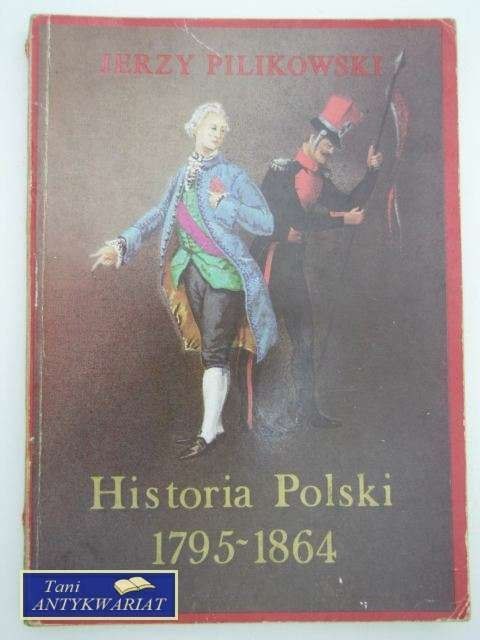 JERZY PILIKOWSKI
Historia Polski
1795~1864
Tani
ANTYKWARIAT